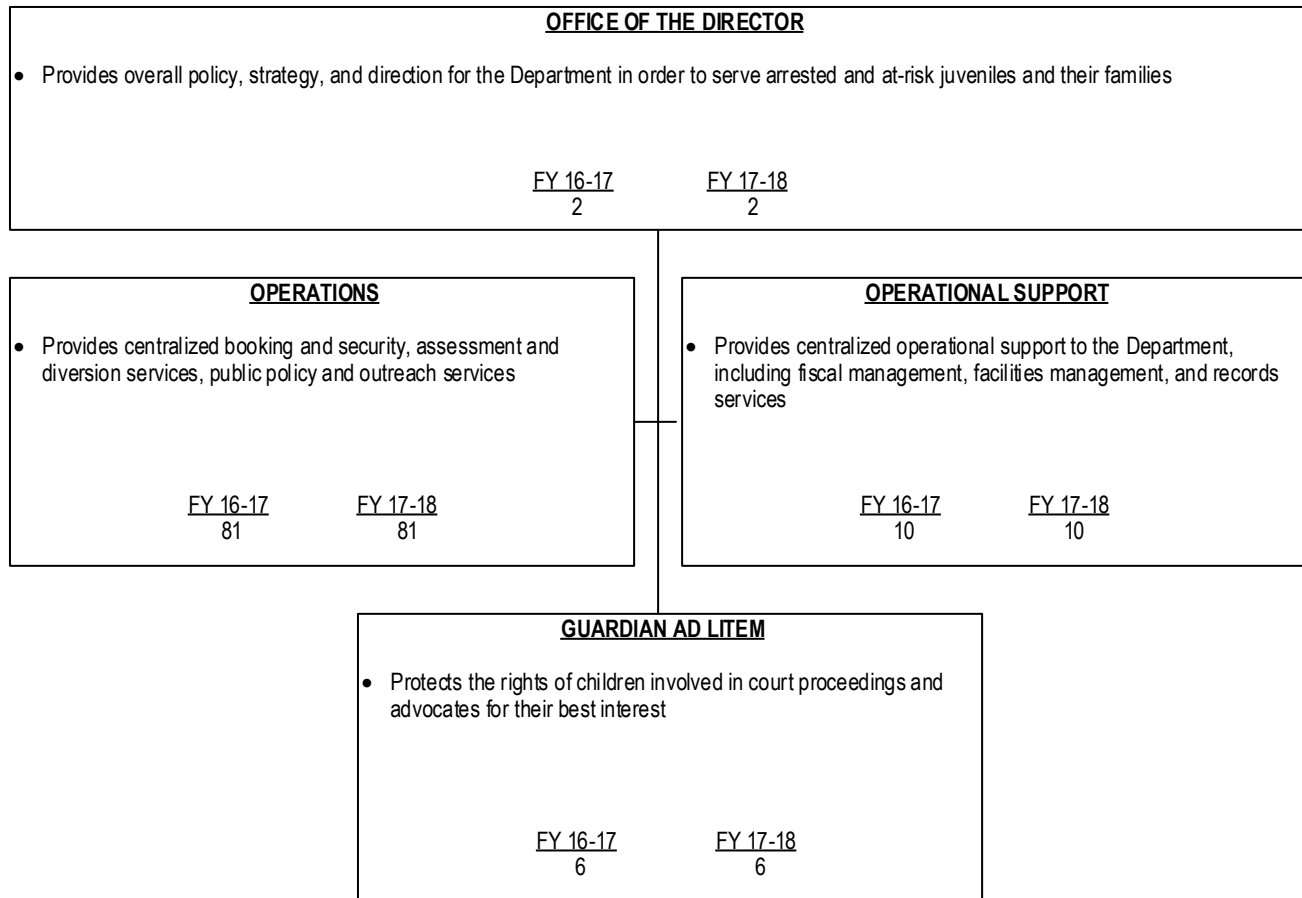 OFFICE OF THE DIRECTOR
• Provides overall policy, strategy, and direction for the Department in order to serve arrested and at-risk juveniles and their families
FY 16-17 FY 17-18
2 2
OPERATIONS
• Provides centralized booking and security, assessment and
diversion services, public policy and outreach services
FY 16-17 FY 17-18
81 81
OPERATIONAL SUPPORT
• Provides centralized operational support to the Department,
including fiscal management, facilities management, and records
services
FY 16-17 FY 17-18
10 10
GUARDIAN AD LITEM
• Protects the rights of children involved in court proceedings and
advocates for their best interest
FY 16-17 FY 17-18
6 6